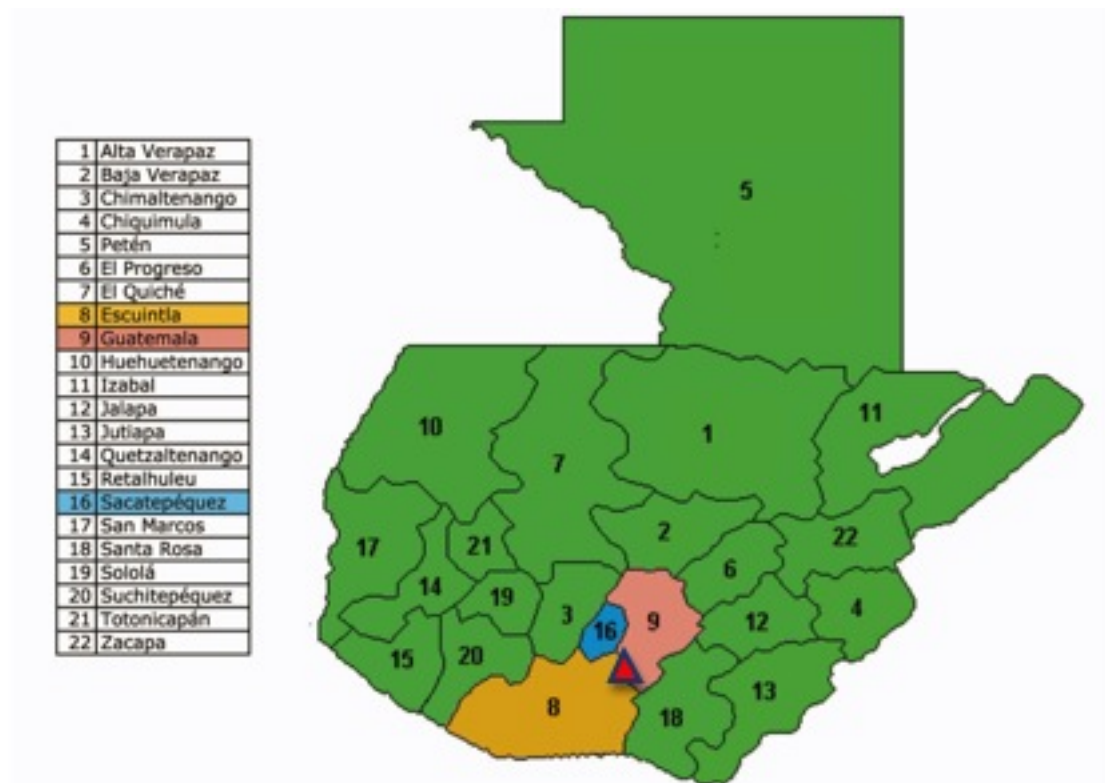 1 Alta Verapaz
2 Baja Verapaz
3 Chimaltenango
4 Chiquimula
5 Petén
6 El Progreso
7 El Quiché
8 Escuintla
9 Guatemala
10 Huehuetenango
11 Izabal
12 Jalapa
13 Jutiapa
14 Quetzaltenango
15 Retalhuleu
16 Sacatepéquez
17 San Marcos
18 Santa Rosa
19 Sololá
20 Suchitepéquez
21 Totonicapán
22 Zacapa
5
11
10
1
7
2
22
17
21
6
14
19
3
16
9
12
4
15
20
8
18
13